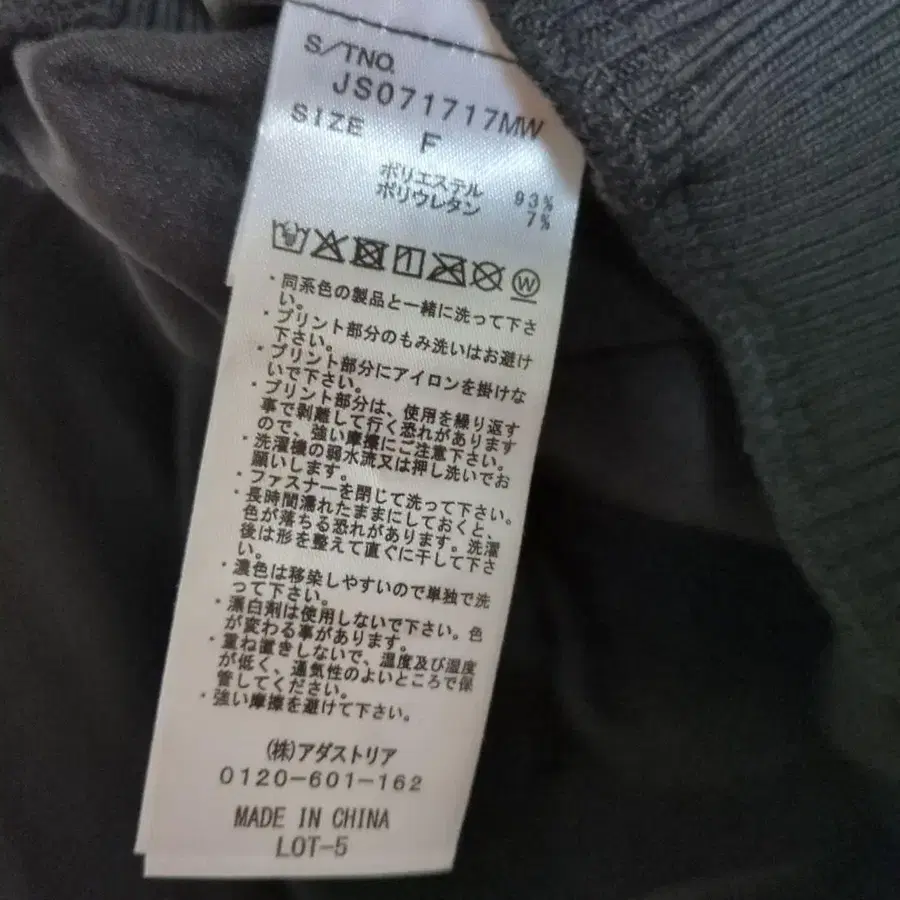 S/TNO.
JS071717MW
SIZE F
ポリエステル 93%
ポリウレタン 7%
W
・同系色の製品と一緒に洗って下さ
い。
・プリント部分のもみ洗いはお避け
下さい。
・プリント部分にアイロンを掛けな
いで下さい。
・プリント部分は、使用を繰り返す
事で剥離して行く恐れがあります
ので、強い摩擦にご注意下さい。
・洗濯機の弱水流又は押し洗いでお
願いします。
・ファスナーを閉じて洗って下さい。
・長時間濡れたままにしておくと、
色が落ちる恐れがあります。洗濯
後は形を整えて直ぐに干して下さ
い。
・濃色は移染しやすいので単独で洗
って下さい。
・漂白剤は使用しないで下さい。色
が変わる事があります。
・重ね置きしないで、温度及び湿度
が低く、通気性のよいところで保
管してください。
・強い摩擦を避けて下さい。
(株)アダストリア
0120-601-162
MADE IN CHINA
LOT-5